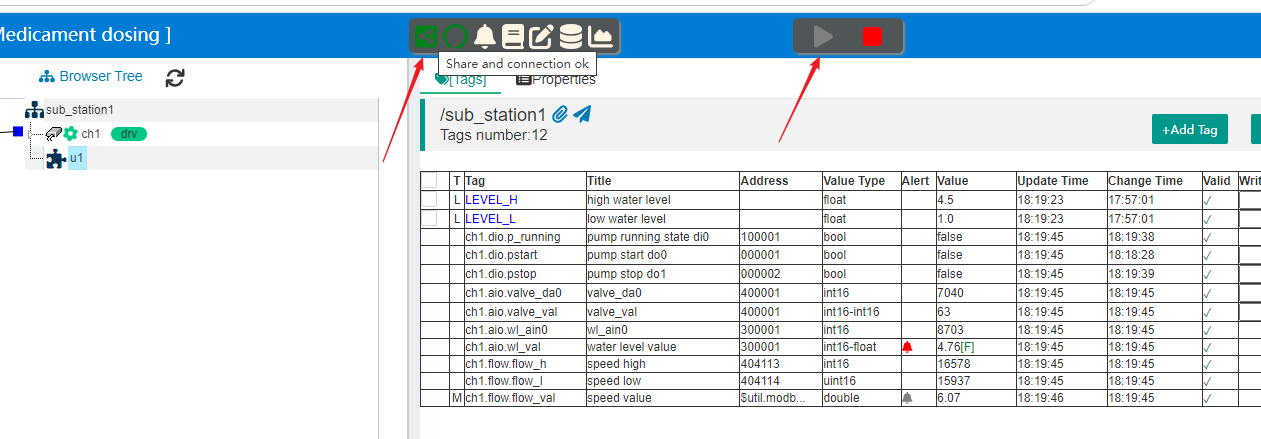 Medicament dosing ]
Share and connection ok
Browser Tree
[Tags]
Properties
sub_station1
ch1 drv
u1
/sub_station1
Tags number:12
+Add Tag
T Tag Title Address Value Type Alert Value Update Time Change Time Valid Writ
L LEVEL_H high water level float 4.5 18:19:23 17:57:01 ✓
L LEVEL_L low water level float 1.0 18:19:23 17:57:01 ✓
ch1.dio.p_running pump running state di0 100001 bool false 18:19:45 18:19:38 ✓
ch1.dio.pstart pump start do0 000001 bool false 18:19:45 18:18:28 ✓
ch1.dio.pstop pump stop do1 000002 bool false 18:19:45 18:19:39 ✓
ch1.aio.valve_da0 valve_da0 400001 int16 7040 18:19:45 18:19:45 ✓
ch1.aio.valve_val valve_val 400001 int16-int16 63 18:19:45 18:19:45 ✓
ch1.aio.wl_ain0 wl_ain0 300001 int16 8703 18:19:45 18:19:45 ✓
ch1.aio.wl_val water level value 300001 int16-float 4.76[F] 18:19:45 18:19:45 ✓
ch1.flow.flow_h speed high 404113 int16 16578 18:19:45 18:19:45 ✓
ch1.flow.flow_l speed low 404114 uint16 15937 18:19:45 18:19:45 ✓
M ch1.flow.flow_val speed value $util.modb... double 6.07 18:19:46 18:19:45 ✓